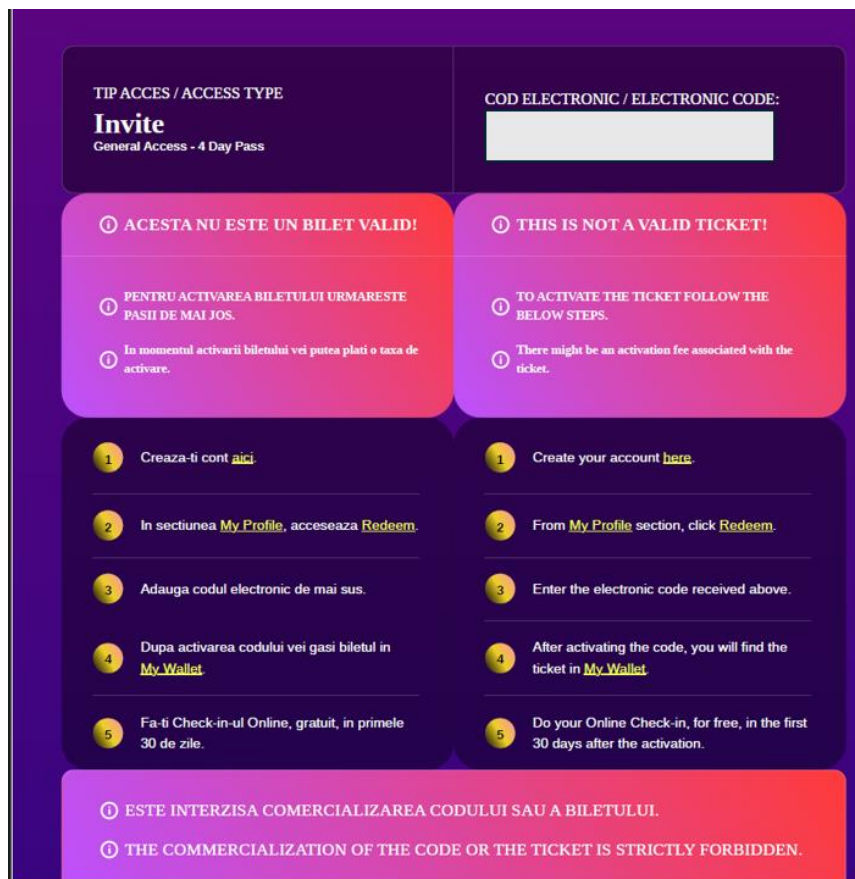 TIP ACCES / ACCESS TYPE
Invite
General Access - 4 Day Pass
COD ELECTRONIC / ELECTRONIC CODE:
ACESTA NU ESTE UN BILET VALID!
PENTRU ACTIVAREA BILETULUI URMARESTE
PASII DE MAI JOS.
In momentul activarii biletului vei putea plati o taxa de
activare.
THIS IS NOT A VALID TICKET!
TO ACTIVATE THE TICKET FOLLOW THE
BELOW STEPS.
There might be an activation fee associated with the
ticket.
1 Creaza-ti cont aici.
2 In sectiunea My Profile, acceseaza Redeem.
3 Adauga codul electronic de mai sus.
4 Dupa activarea codului vei gasi biletul in
My Wallet.
5 Fa-ti Check-in-ul Online, gratuit, in primele
30 de zile.
1 Create your account here.
2 From My Profile section, click Redeem.
3 Enter the electronic code received above.
4 After activating the code, you will find the
ticket in My Wallet.
5 Do your Online Check-in, for free, in the first
30 days after the activation.
ESTE INTERZISA COMERCIALIZAREA CODULUI SAU A BILETULUI.
THE COMMERCIALIZATION OF THE CODE OR THE TICKET IS STRICTLY FORBIDDEN.